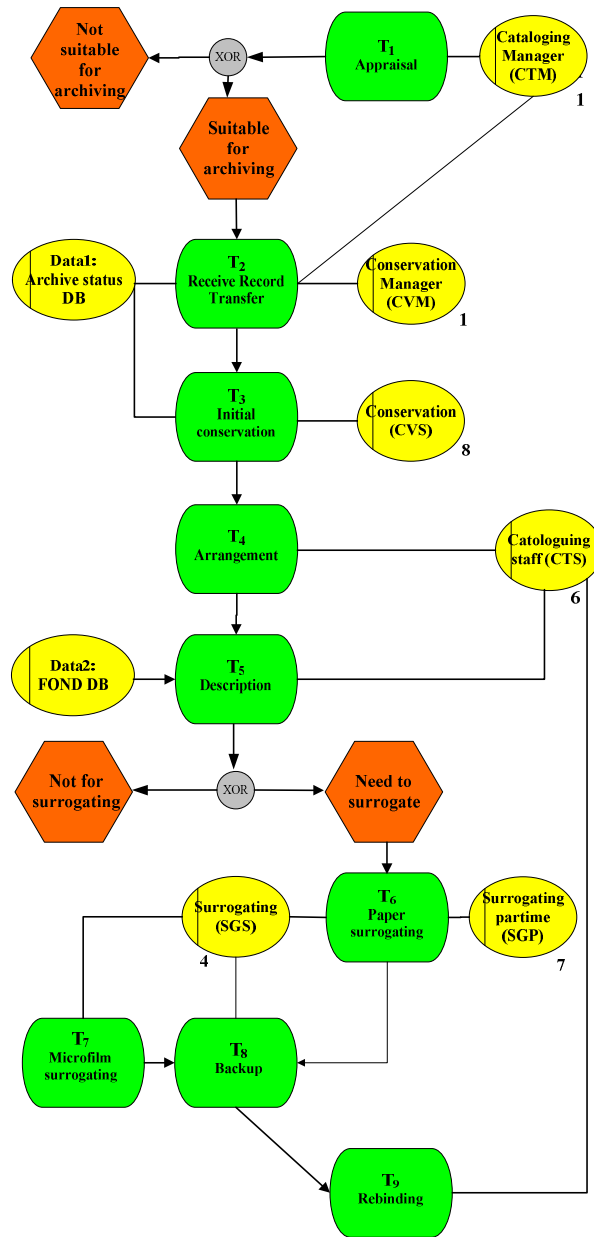 Not
suitable
for
archiving
XOR
T1
Appraisal
Cataloging
Manager
(CTM)
1
Suitable
for
archiving
Data1:
Archive status
DB
T2
Receive Record
Transfer
Conservation
Manager
(CVM)
1
T3
Initial
conservation
Conservation
(CVS)
8
T4
Arrangement
Catologuing
staff (CTS)
6
Data2:
FOND DB
T5
Description
Not for
surrogating
XOR
Need to
surrogate
Surrogating
(SGS)
4
T6
Paper
surrogating
Surrogating
partime
(SGP)
7
T7
Microfilm
surrogating
T8
Backup
T9
Rebinding